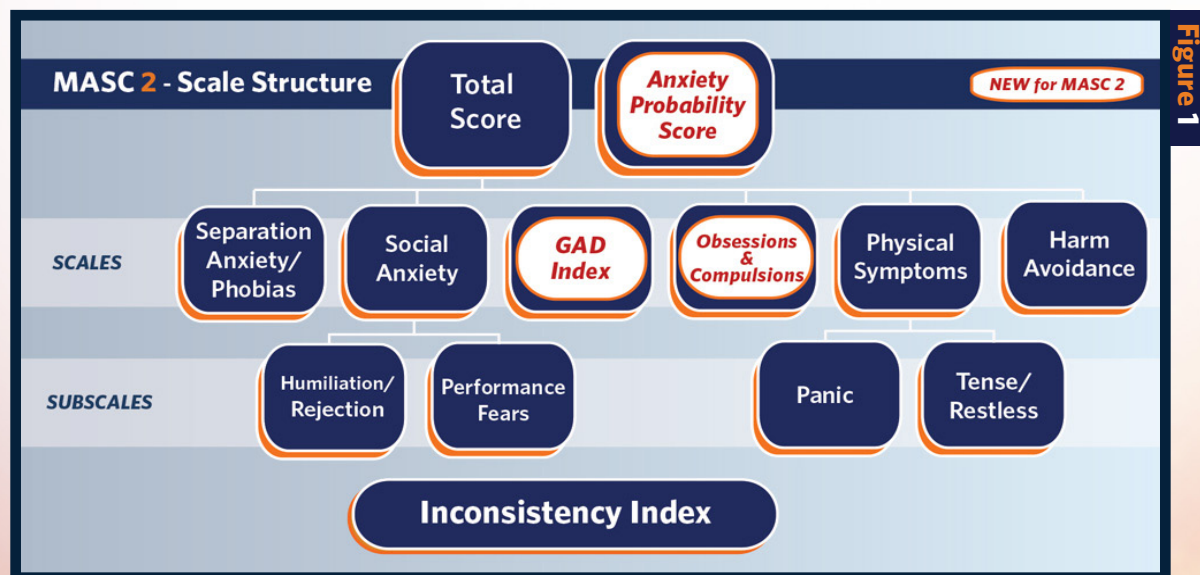 Figure 1
MASC 2 - Scale Structure
Total
Score
Anxiety
Probability
Score
NEW for MASC 2
SCALES
Separation
Anxiety/
Phobias
Social
Anxiety
GAD
Index
Obsessions
&
Compulsions
Physical
Symptoms
Harm
Avoidance
SUBSCALES
Humiliation/
Rejection
Performance
Fears
Panic
Tense/
Restless
Inconsistency Index